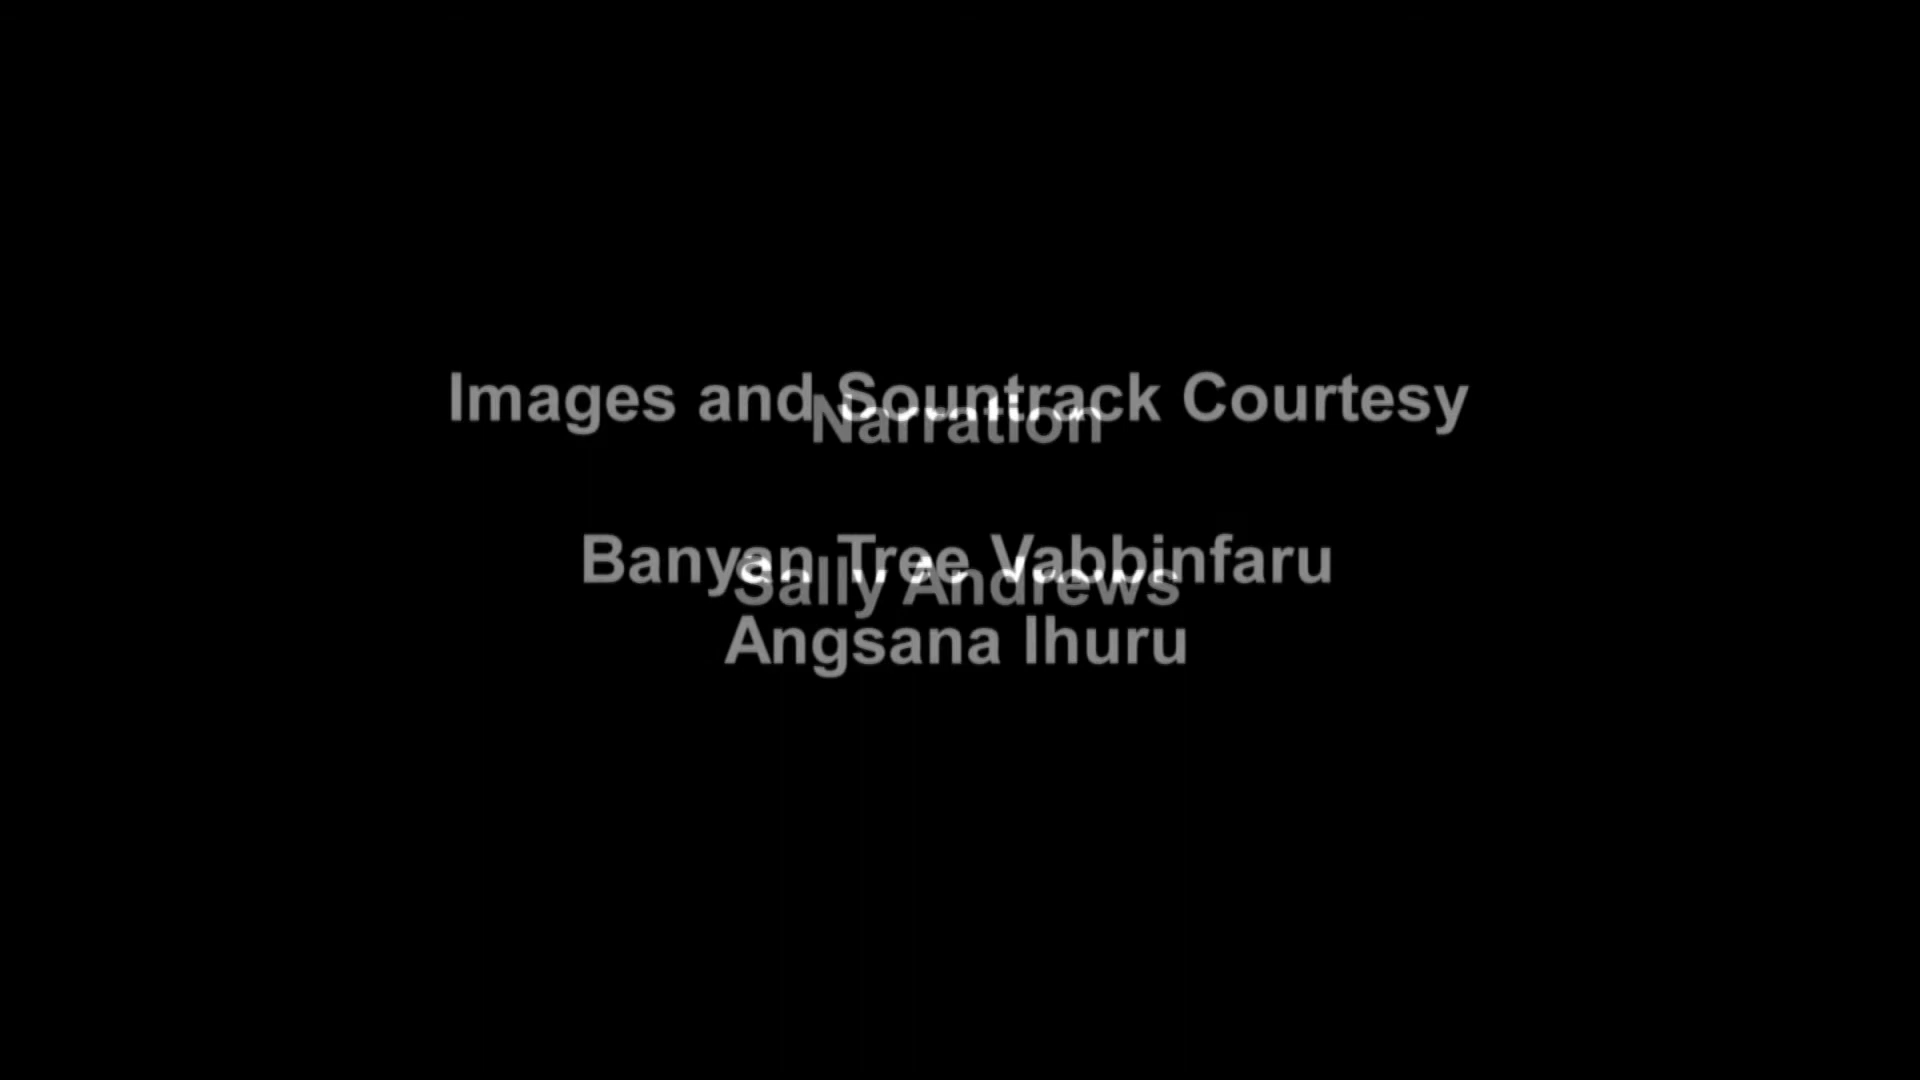 Images and Sountrack Courtesy
Narration
Banyan Tree Vabbinfaru
Sally Andrews
Angsana Ihuru